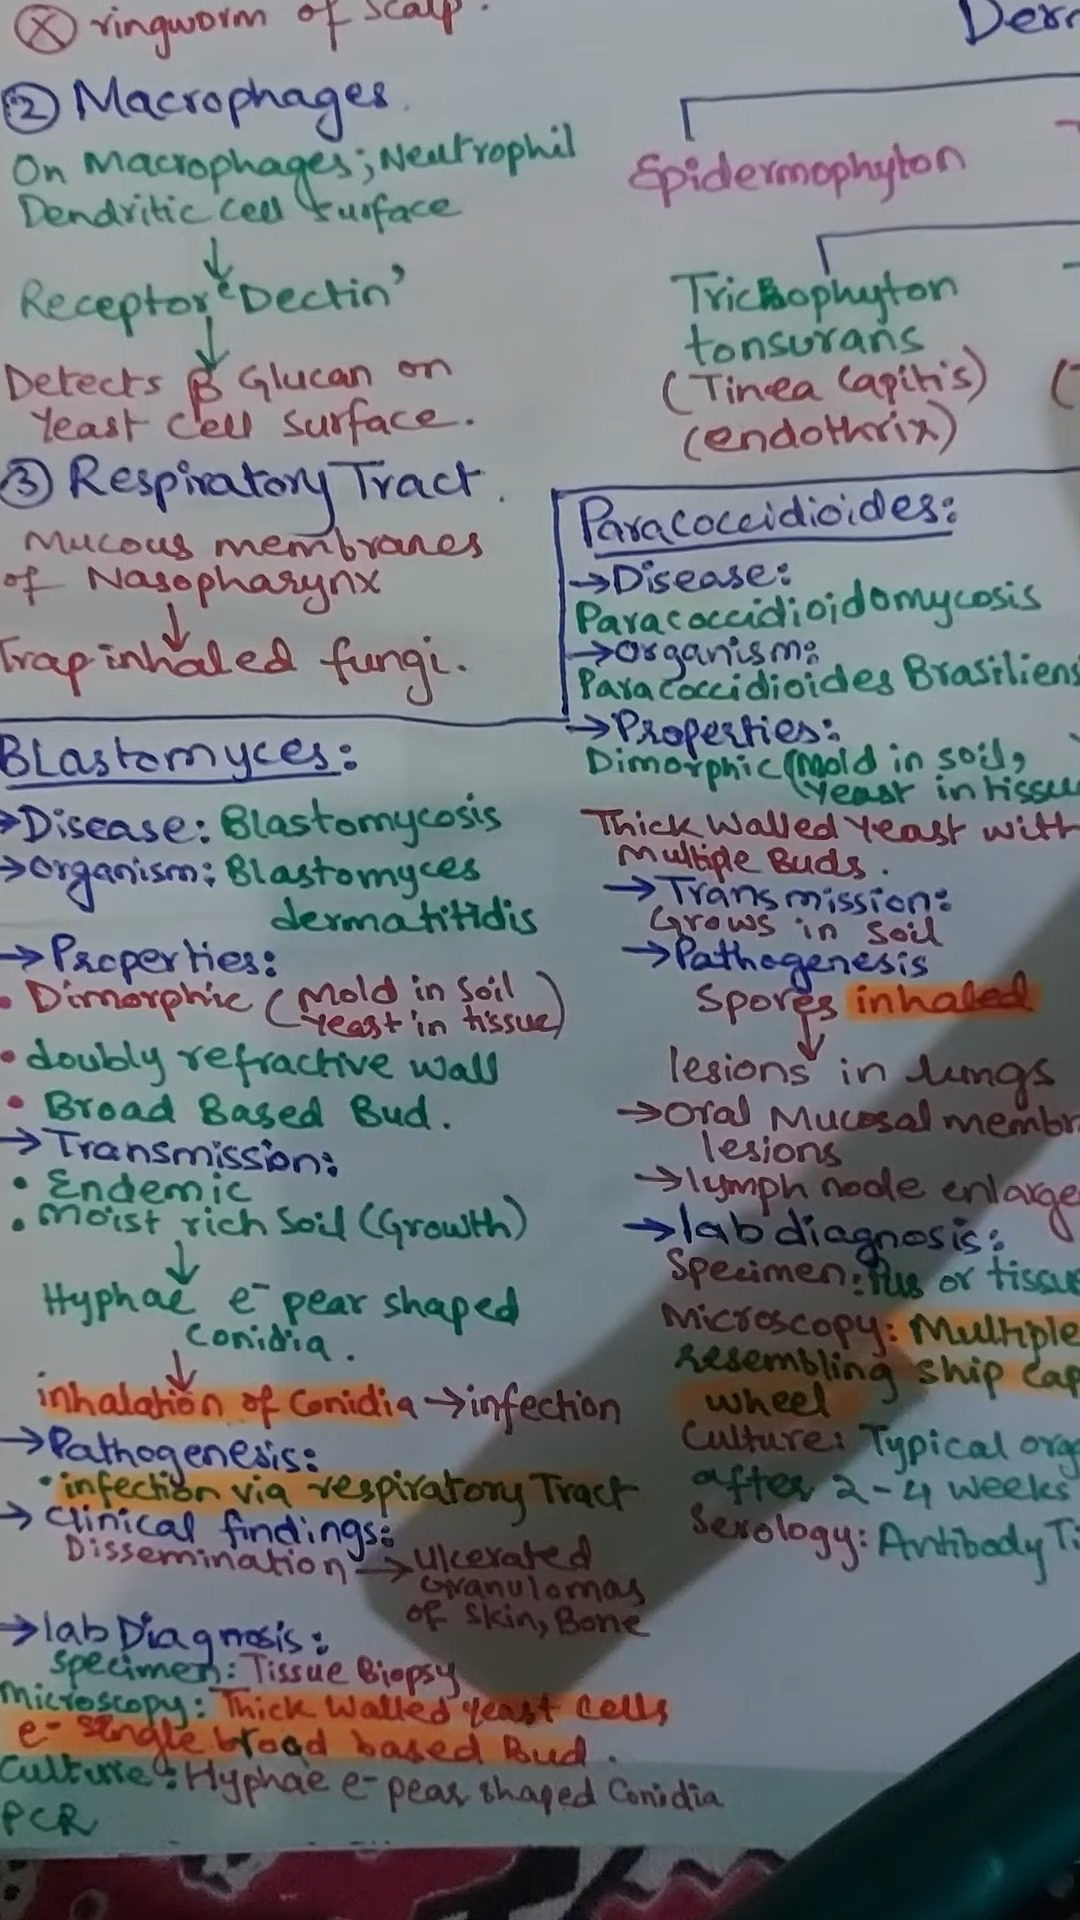 Ⓧ ringworm of scalp.
② Macrophages.
On Macrophages; Neutrophil
Dendritic cell surface
↓
Receptor 'Dectin'
↓
Detects β Glucan on
Yeast cell surface.
③ Respiratory Tract.
Mucous membranes
of Nasopharynx
↓
Trap inhaled fungi.
Blastomyces:
→Disease: Blastomycosis
→Organism: Blastomyces
dermatitidis
→Properties:
• Dimorphic (Mold in Soil
Yeast in tissue)
• doubly refractive wall
• Broad Based Bud.
→Transmission:
• Endemic
• Moist rich Soil (Growth)
↓
Hyphae e- pear shaped
Conidia.
↓
inhalation of Conidia → infection
→Pathogenesis:
• infection via respiratory Tract
→ Clinical findings:
Dissemination → Ulcerated
Granulomas
of Skin, Bone
→lab Diagnosis:
Specimen: Tissue Biopsy
Microscopy: Thick Walled yeast Cells
e- single broad based Bud.
Culture: Hyphae e- pear shaped Conidia
PCR
Epidermophyton
Trichophyton
tonsurans
(Tinea Capitis)
(endothrix)
Paracoccidioides:
→Disease:
Paracoccidioidomycosis
→Organism:
Paracoccidioides Brasiliens
→Properties:
Dimorphic (Mold in soil,
Yeast in tissue
Thick Walled Yeast with
Multiple Buds.
→Transmission:
Grows in Soil
→Pathogenesis
Spores inhaled
↓
lesions in lungs
→Oral Mucosal membr
lesions
→lymph node enlarge
→lab diagnosis:
Specimen: Pus or tissue
Microscopy: Multiple
resembling ship cap
wheel
Culture: Typical org
after 2-4 weeks
Serology: Antibody Ti